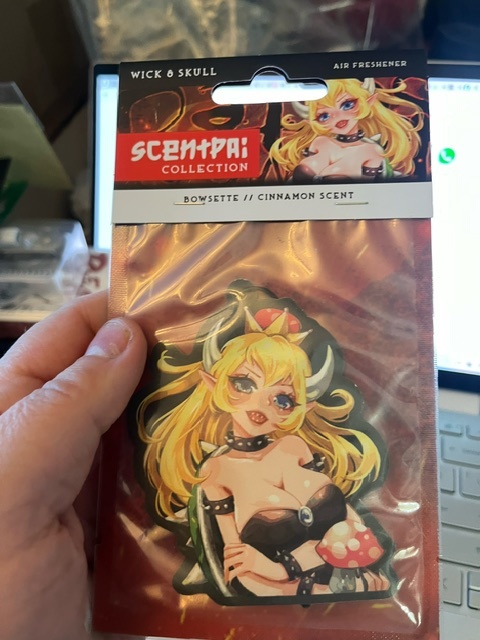 WICK & SKULL
AIR FRESHENER
SCENTPAI
COLLECTION
BOWSETTE // CINNAMON SCENT